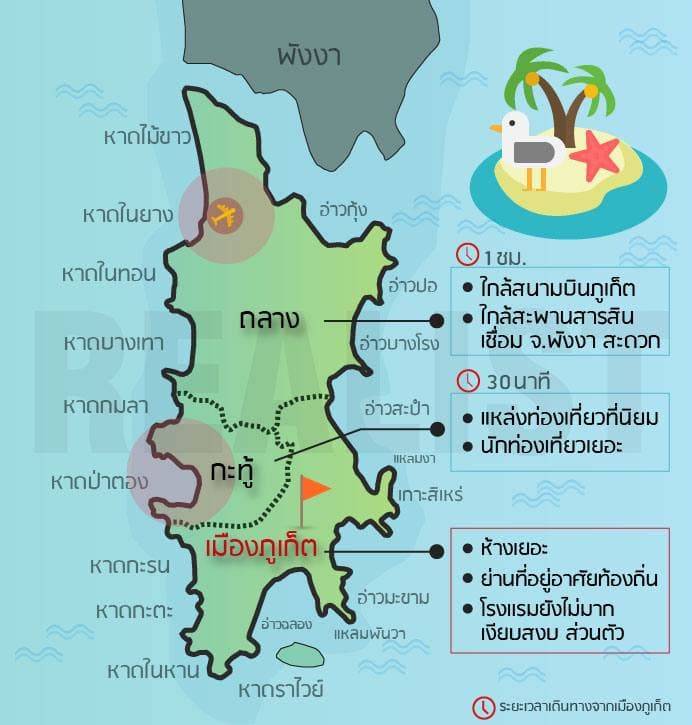 พังงา
หาดไม้ขาว
หาดในยาง
อ่าวกุ้ง
หาดในทอน
อ่าวปอ
ถลาง
หาดบางเทา
อ่าวบางโรง
1 ชม.
• ใกล้สนามบินภูเก็ต
• ใกล้สะพานสารสิน
เชื่อม จ.พังงา สะดวก
REALIST
30 นาที
• แหล่งท่องเที่ยวที่นิยม
• นักท่องเที่ยวเยอะ
หาดกมลา
อ่าวสะปำ
แหลมงา
หาดป่าตอง
กะทู้
เกาะสิเหร่
เมืองภูเก็ต
• ห้างเยอะ
• ย่านที่อยู่อาศัยท้องถิ่น
• โรงแรมยังไม่มาก
เงียบสงบ ส่วนตัว
หาดกะรน
หาดกะตะ
อ่าวมะขาม
อ่าวฉลอง
แหลมพันวา
หาดในหาน
หาดราไวย์
ระยะเวลาเดินทางจากเมืองภูเก็ต